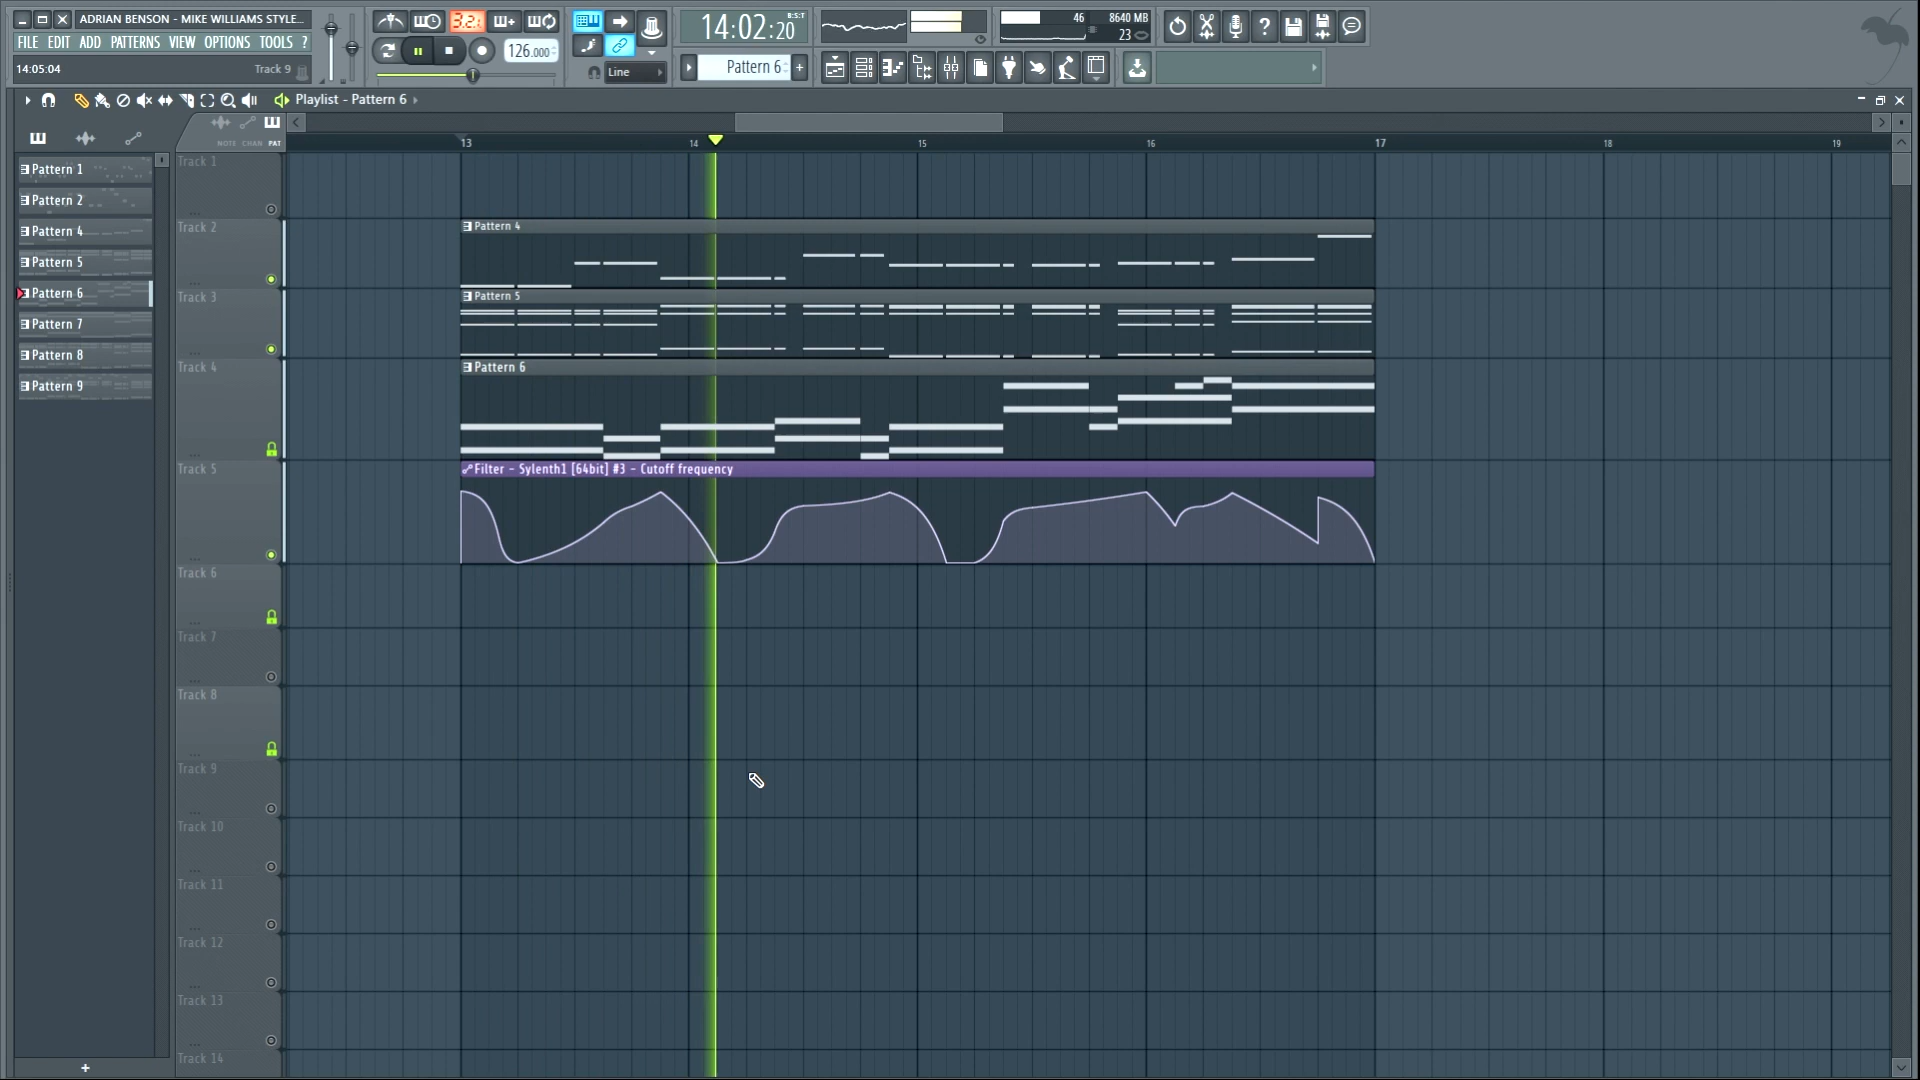 ADRIAN BENSON - MIKE WILLIAMS STYLE...
FILE EDIT ADD PATTERNS VIEW OPTIONS TOOLS ?
14:05:04 Track 9
3.2.
126.000
Line
14:02:20 B:S:T
Pattern 6 +
46 8640 MB
23
Playlist - Pattern 6
NOTE CHAN PAT
13 14 15 16 17 18 19
Pattern 1
Pattern 2
Pattern 4
Pattern 5
Pattern 6
Pattern 7
Pattern 8
Pattern 9
+
Track 1
Track 2
Track 3
Track 4
Track 5
Track 6
Track 7
Track 8
Track 9
Track 10
Track 11
Track 12
Track 13
Track 14
Pattern 4
Pattern 5
Pattern 6
Filter - Sylenth1 [64bit] #3 - Cutoff frequency